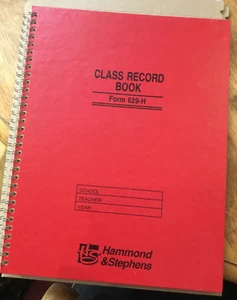 CLASS RECORD
BOOK
Form 629-H
SCHOOL
TEACHER
YEAR
Hammond
&Stephens